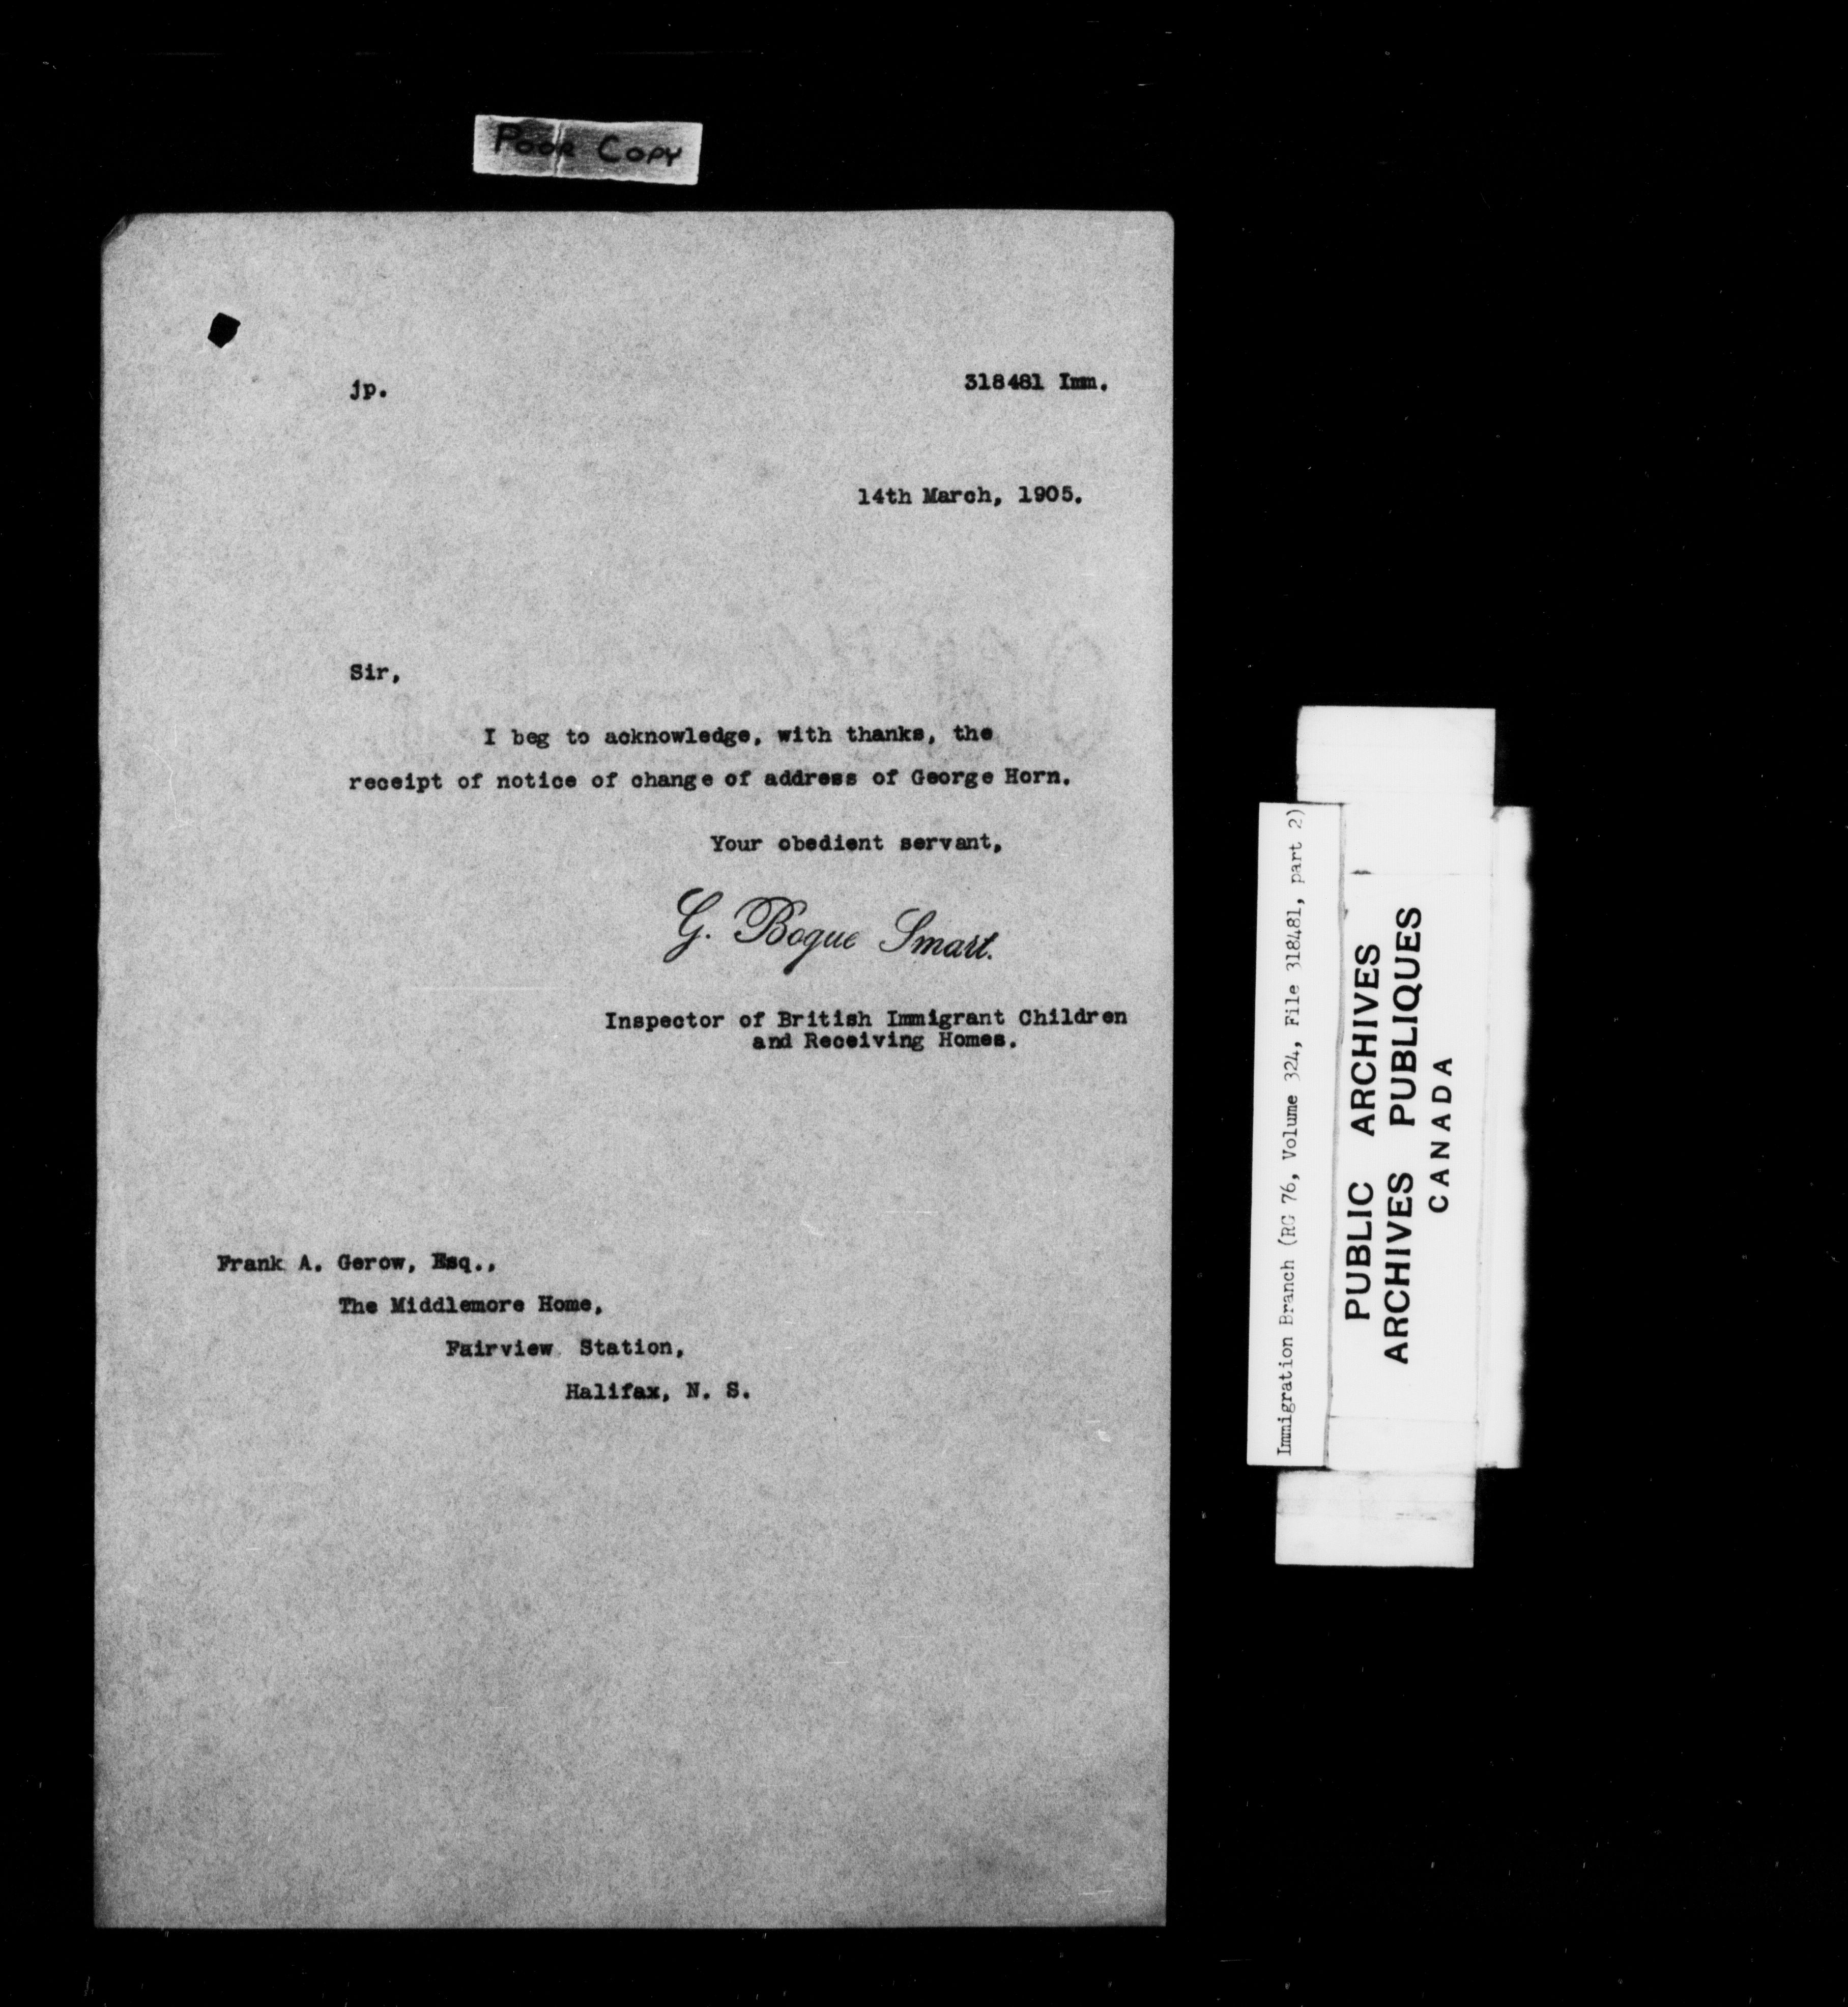 Poor Copy
jp.
318481 Imm.
14th March, 1905.
Sir,
I beg to acknowledge, with thanks, the
receipt of notice of change of address of George Horn.
Your obedient servant,
G. Bogue Smart.
Inspector of British Immigrant Children
and Receiving Homes.
Frank A. Gerow, Esq.,
The Middlemore Home,
Fairview Station,
Halifax, N. S.
Immigration Branch (RG 76, Volume 324, File 318481, part 2)
PUBLIC ARCHIVES
ARCHIVES PUBLIQUES
CANADA